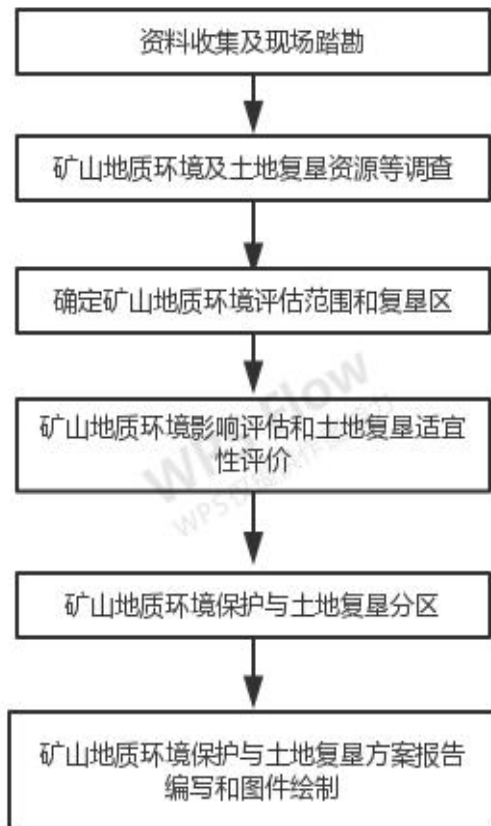 资料收集及现场踏勘
矿山地质环境及土地复垦资源等调查
确定矿山地质环境评估范围和复垦区
矿山地质环境影响评估和土地复垦适宜
性评价
矿山地质环境保护与土地复垦分区
矿山地质环境保护与土地复垦方案报告
编写和图件绘制